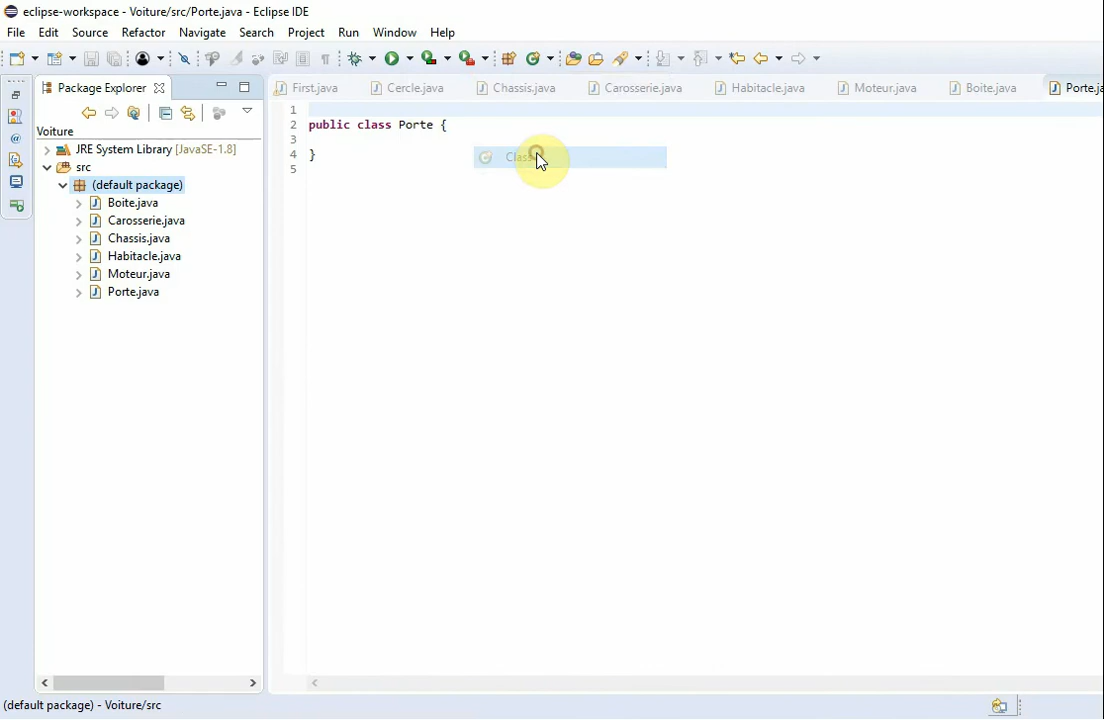 eclipse-workspace - Voiture/src/Porte.java - Eclipse IDE
File Edit Source Refactor Navigate Search Project Run Window Help
Package Explorer
First.java Cercle.java Chassis.java Carosserie.java Habitacle.java Moteur.java Boite.java Porte.ja
Voiture
JRE System Library [JavaSE-1.8]
src
(default package)
Boite.java
Carosserie.java
Chassis.java
Habitacle.java
Moteur.java
Porte.java
1
2 public class Porte {
3
4 }
5
Class
(default package) - Voiture/src